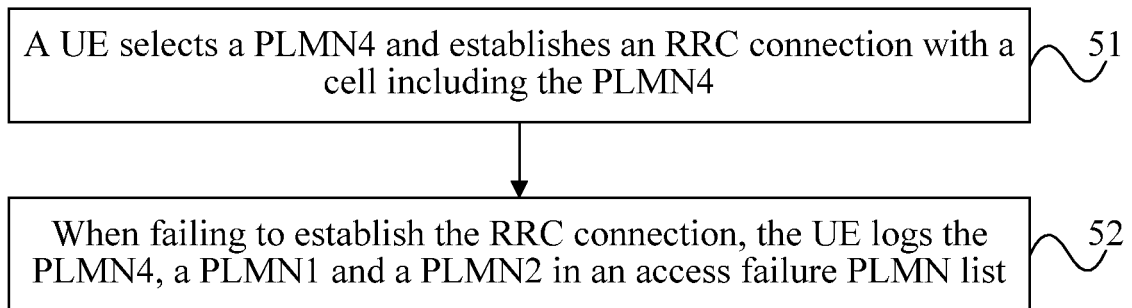 A UE selects a PLMN4 and establishes an RRC connection with a
cell including the PLMN4
51
When failing to establish the RRC connection, the UE logs the
PLMN4, a PLMN1 and a PLMN2 in an access failure PLMN list
52